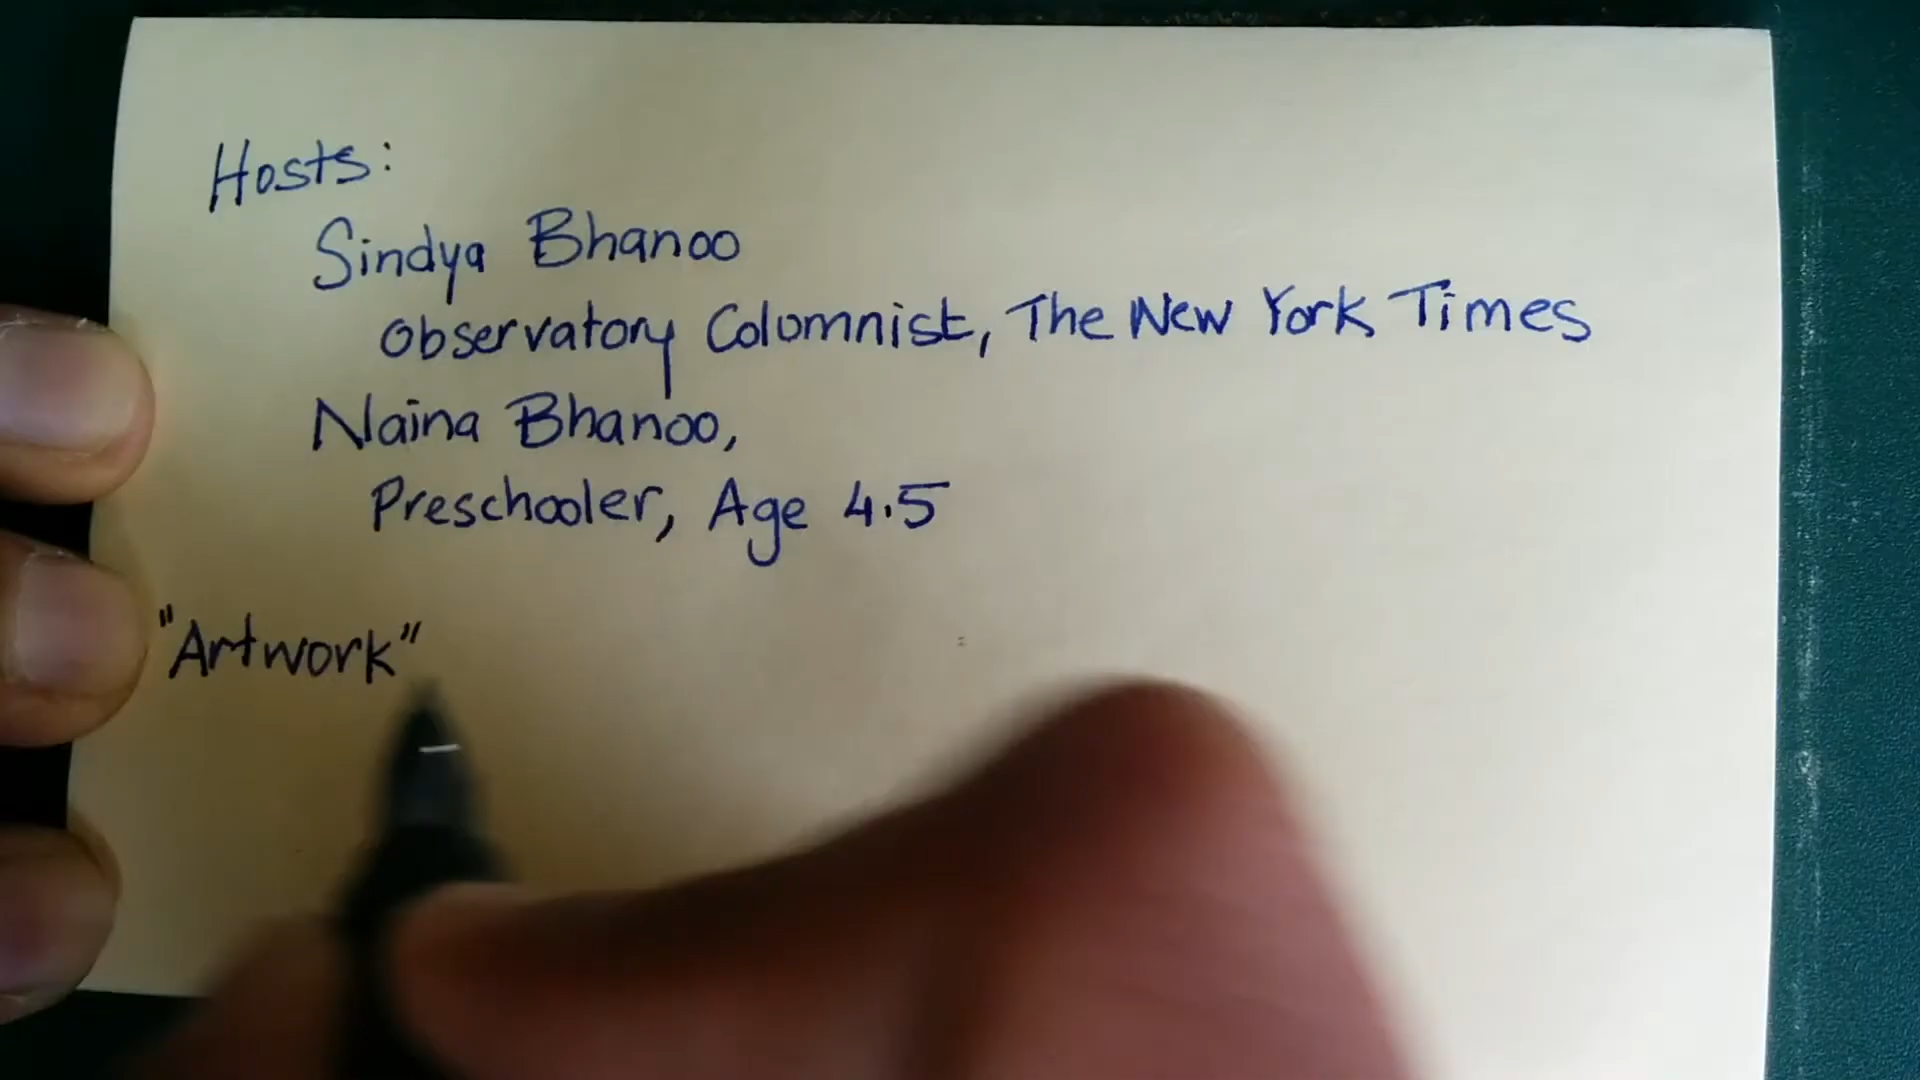 Hosts:
Sindya Bhanoo
Observatory Colomnist, The New York Times
Naina Bhanoo,
Preschooler, Age 4.5
"Artwork"